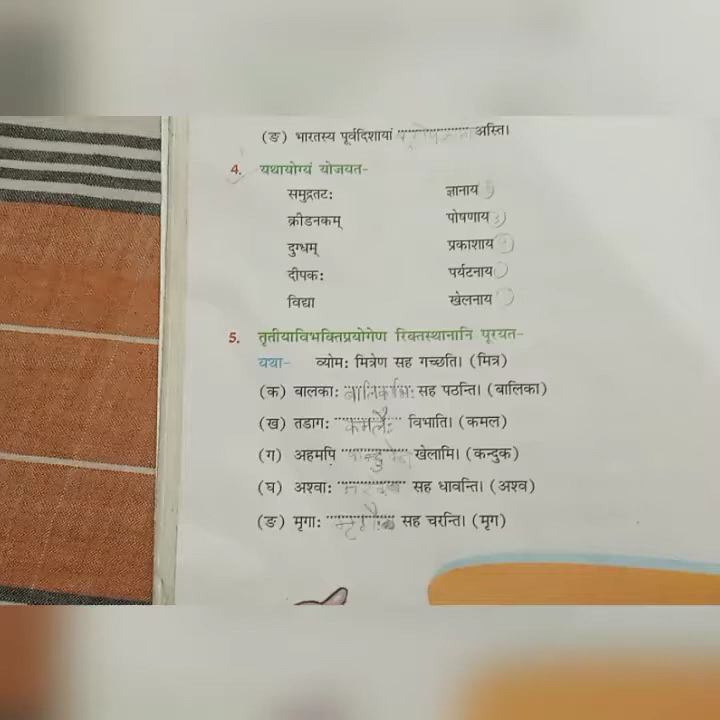 (ङ) भारतस्य पूर्वदिशायां ................ अस्ति।
4. यथायोग्यं योजयत-
समुद्रतटः ज्ञानाय
क्रीडनकम् पोषणाय 3
दुग्धम् प्रकाशाय
दीपकः पर्यटनाय
विद्या खेलनाय
5. तृतीयाविभक्तिप्रयोगेण रिक्तस्थानानि पूरयत-
यथा- व्योमः मित्रेण सह गच्छति। (मित्र)
(क) बालकाः बालिकाभिः सह पठन्ति। (बालिका)
(ख) तडागः कमलैः विभाति। (कमल)
(ग) अहमपि ................ खेलामि। (कन्दुक)
(घ) अश्वाः ................ सह धावन्ति। (अश्व)
(ङ) मृगाः ................ सह चरन्ति। (मृग)